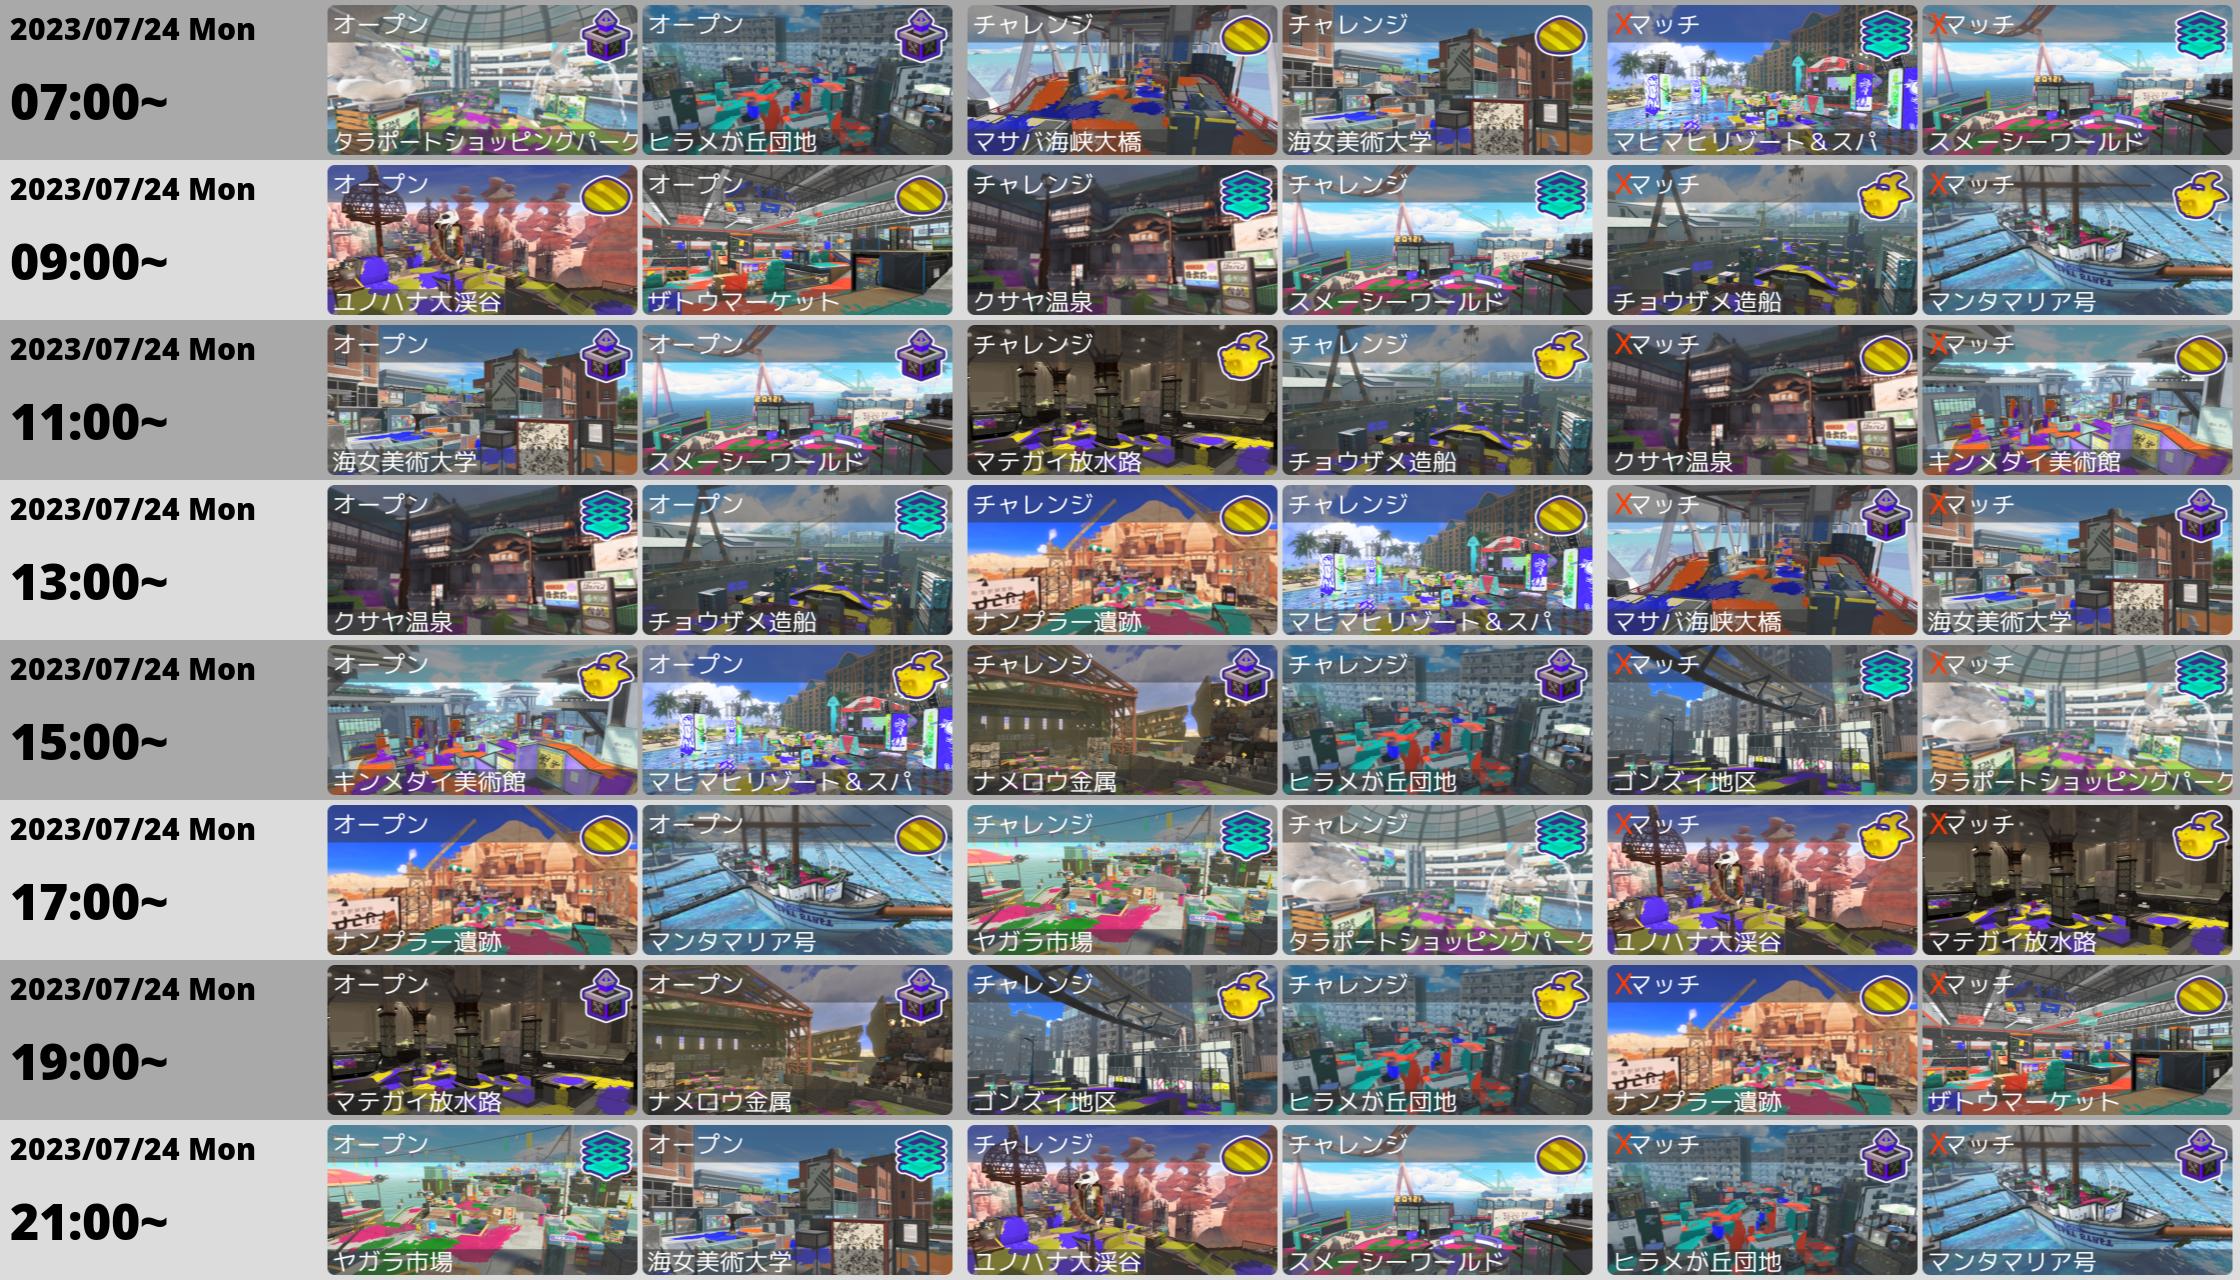 2023/07/24 Mon
07:00~
オープン
タラポートショッピングパーク
オープン
ヒラメが丘団地
チャレンジ
マサバ海峡大橋
チャレンジ
海女美術大学
Xマッチ
マヒマヒリゾート＆スパ
Xマッチ
スメーシーワールド
2023/07/24 Mon
09:00~
オープン
ユノハナ大渓谷
オープン
ザトウマーケット
チャレンジ
クサヤ温泉
チャレンジ
スメーシーワールド
Xマッチ
チョウザメ造船
Xマッチ
マンタマリア号
2023/07/24 Mon
11:00~
オープン
海女美術大学
オープン
スメーシーワールド
チャレンジ
マテガイ放水路
チャレンジ
チョウザメ造船
Xマッチ
クサヤ温泉
Xマッチ
キンメダイ美術館
2023/07/24 Mon
13:00~
オープン
クサヤ温泉
オープン
チョウザメ造船
チャレンジ
ナンプラー遺跡
チャレンジ
マヒマヒリゾート＆スパ
Xマッチ
マサバ海峡大橋
Xマッチ
海女美術大学
2023/07/24 Mon
15:00~
オープン
キンメダイ美術館
オープン
マヒマヒリゾート＆スパ
チャレンジ
ナメロウ金属
チャレンジ
ヒラメが丘団地
Xマッチ
ゴンズイ地区
Xマッチ
タラポートショッピングパーク
2023/07/24 Mon
17:00~
オープン
ナンプラー遺跡
オープン
マンタマリア号
チャレンジ
ヤガラ市場
チャレンジ
タラポートショッピングパーク
Xマッチ
ユノハナ大渓谷
Xマッチ
マテガイ放水路
2023/07/24 Mon
19:00~
オープン
マテガイ放水路
オープン
ナメロウ金属
チャレンジ
ゴンズイ地区
チャレンジ
ヒラメが丘団地
Xマッチ
ナンプラー遺跡
Xマッチ
ザトウマーケット
2023/07/24 Mon
21:00~
オープン
ヤガラ市場
オープン
海女美術大学
チャレンジ
ユノハナ大渓谷
チャレンジ
スメーシーワールド
Xマッチ
ヒラメが丘団地
Xマッチ
マンタマリア号